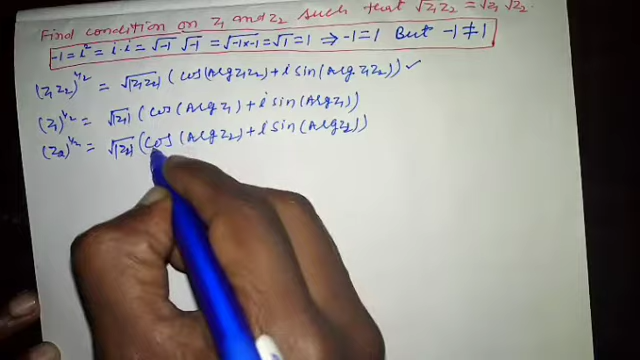 Find condition on z₁ and z₂ such that √z₁z₂ = √z₁ √z₂.
-1 = i² = i·i = √-1 √-1 = √-1×-1 = √1 = 1 ⇒ -1 = 1 But -1 ≠ 1
(z₁z₂)^½ = √|z₁z₂| (cos(Arg z₁z₂) + i sin(Arg z₁z₂)) ✓
(z₁)^½ = √|z₁| (cos(Arg z₁) + i sin(Arg z₁))
(z₂)^½ = √|z₂| (cos(Arg z₂) + i sin(Arg z₂))